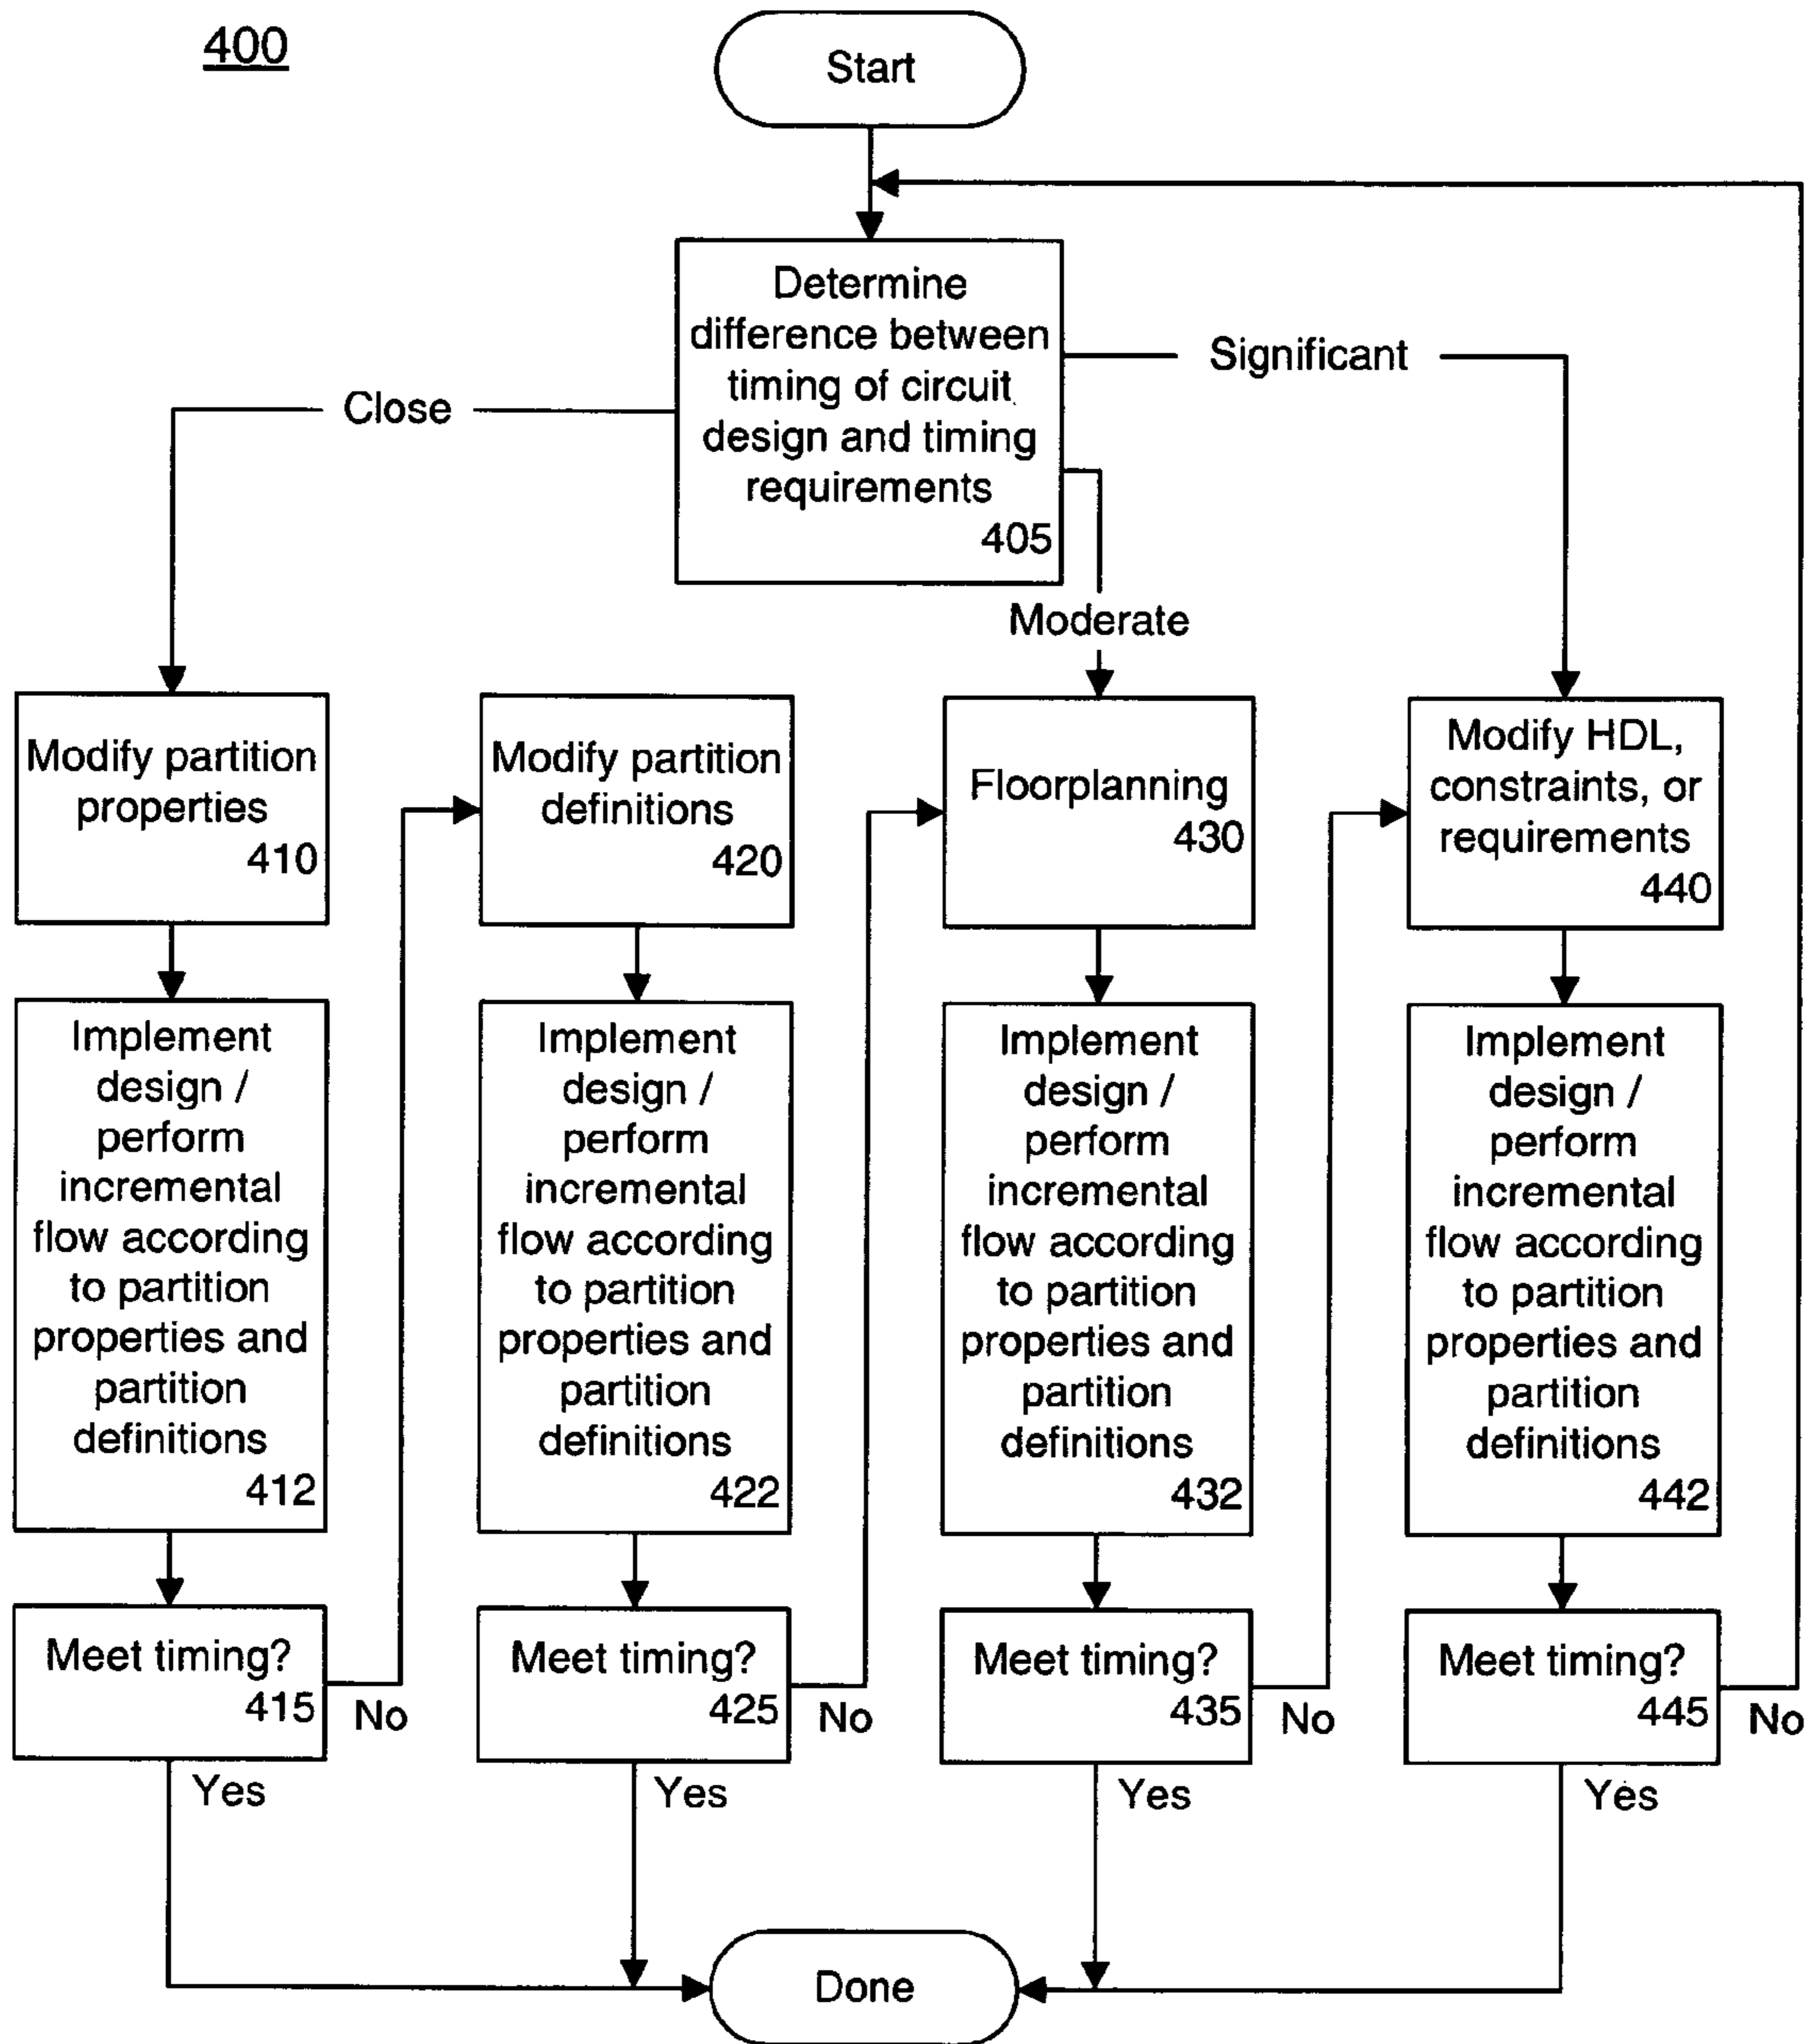 400
Start
Determine
difference between
timing of circuit
design and timing
requirements
405
Close
Significant
Moderate
Modify partition
properties
410
Modify partition
definitions
420
Floorplanning
430
Modify HDL,
constraints, or
requirements
440
Implement
design /
perform
incremental
flow according
to partition
properties and
partition
definitions
412
Implement
design /
perform
incremental
flow according
to partition
properties and
partition
definitions
422
Implement
design /
perform
incremental
flow according
to partition
properties and
partition
definitions
432
Implement
design /
perform
incremental
flow according
to partition
properties and
partition
definitions
442
Meet timing?
415
No
Yes
Meet timing?
425
No
Yes
Meet timing?
435
No
Yes
Meet timing?
445
No
Yes
Done